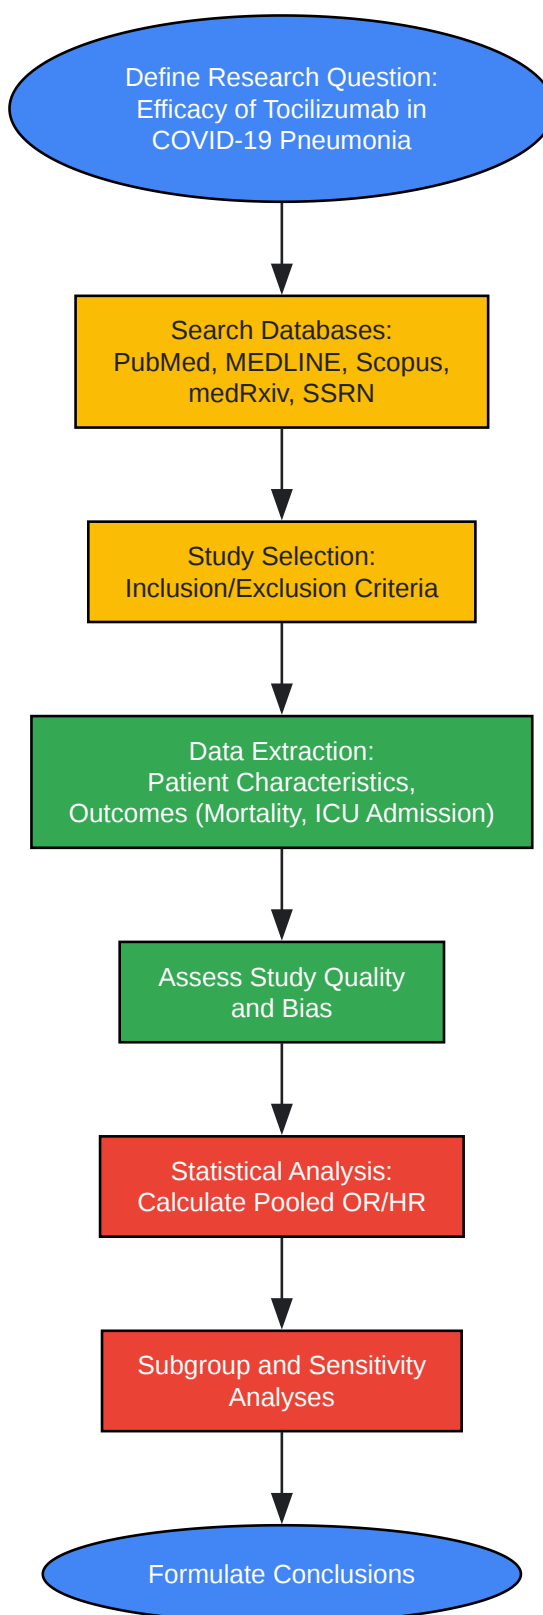 Define Research Question:
Efficacy of Tocilizumab in
COVID-19 Pneumonia
Search Databases:
PubMed, MEDLINE, Scopus,
medRxiv, SSRN
Study Selection:
Inclusion/Exclusion Criteria
Data Extraction:
Patient Characteristics,
Outcomes (Mortality, ICU Admission)
Assess Study Quality
and Bias
Statistical Analysis:
Calculate Pooled OR/HR
Subgroup and Sensitivity
Analyses
Formulate Conclusions